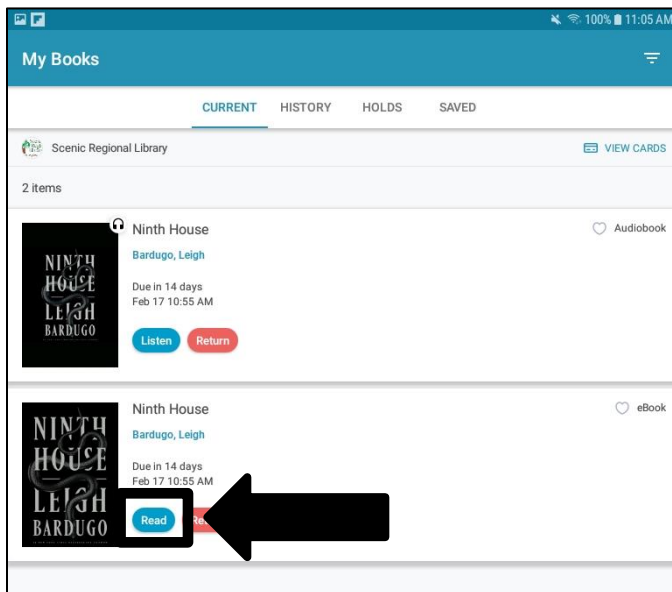 100% 11:05 AM
My Books
CURRENT HISTORY HOLDS SAVED
Scenic Regional Library VIEW CARDS
2 items
Ninth House Audiobook
Bardugo, Leigh
Due in 14 days
Feb 17 10:55 AM
Listen Return
NINTH
HOUSE
LEIGH
BARDUGO
Ninth House eBook
Bardugo, Leigh
Due in 14 days
Feb 17 10:55 AM
Read
NINTH
HOUSE
LEIGH
BARDUGO